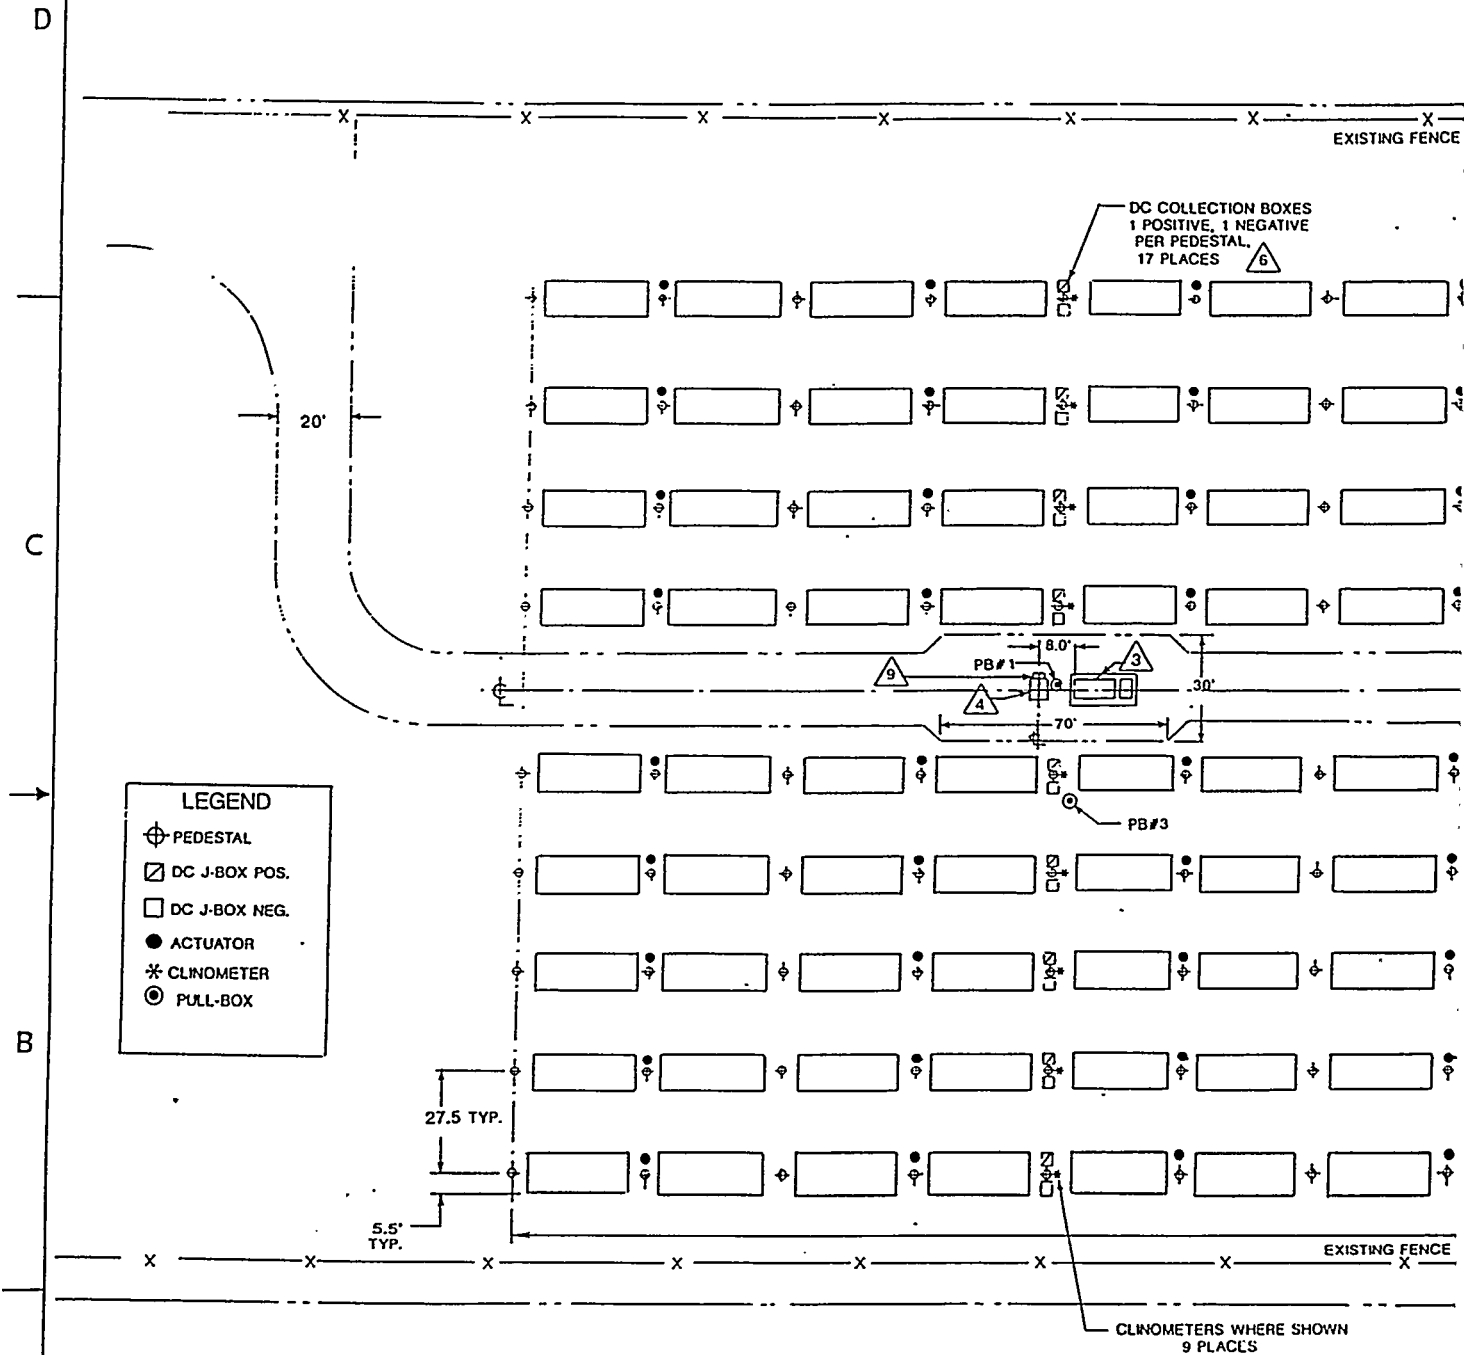 D
X X X X X X X
EXISTING FENCE
DC COLLECTION BOXES
1 POSITIVE, 1 NEGATIVE
PER PEDESTAL,
17 PLACES
6
20'
C
8.0'
PB#1
3
9
4
30'
70'
PB#3
LEGEND
PEDESTAL
DC J-BOX POS.
DC J-BOX NEG.
ACTUATOR
CLINOMETER
PULL-BOX
B
27.5 TYP.
5.5'
TYP.
EXISTING FENCE
X X X X X X X X
CLINOMETERS WHERE SHOWN
9 PLACES